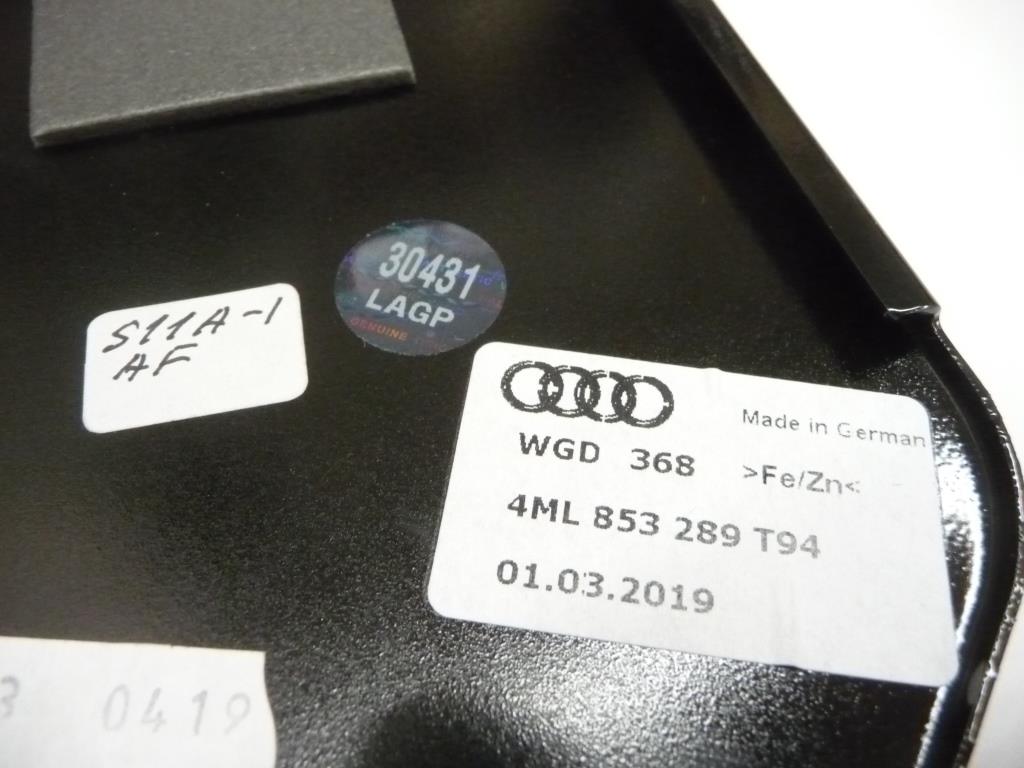 30431
LAGP
GENUINE
S11A-1
AF
Made in German
WGD 368 >Fe/Zn<
4ML 853 289 T94
01.03.2019
3 0419